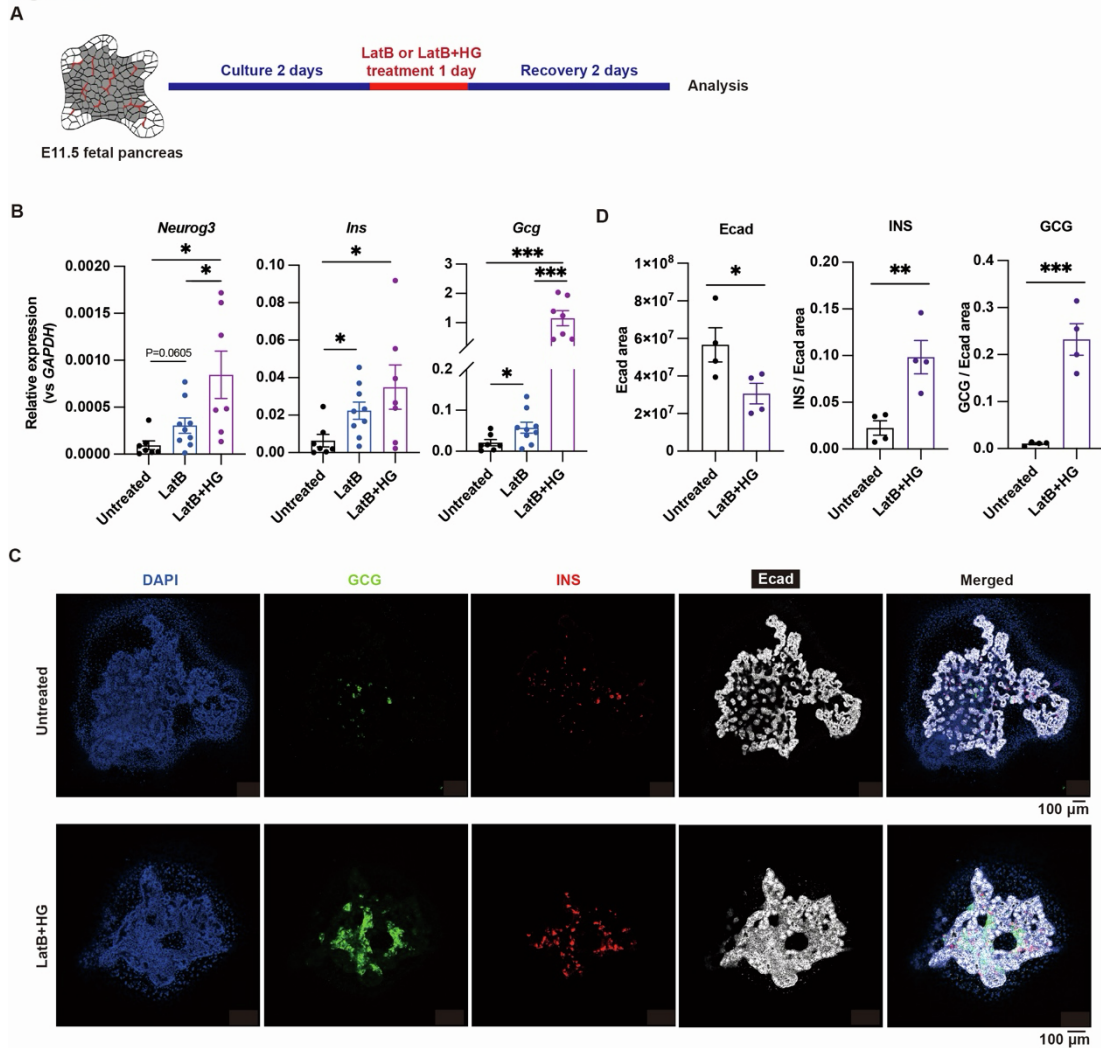 A
LatB or LatB+HG
treatment 1 day
Culture 2 days
Recovery 2 days
Analysis
E11.5 fetal pancreas
B
Neurog3
Ins
Gcg
Relative expression
(vs GAPDH)
0.0020
0.0015
0.0010
0.0005
0.0000
*
*
P=0.0605
Untreated
LatB
LatB+HG
0.10
0.08
0.06
0.04
0.02
0.00
*
*
Untreated
LatB
LatB+HG
3
2
1
0.2
0.1
0.0
***
***
*
Untreated
LatB
LatB+HG
D
Ecad
INS
GCG
Ecad area
1×10⁸
8×10⁷
6×10⁷
4×10⁷
2×10⁷
0
*
Untreated
LatB+HG
INS / Ecad area
0.20
0.15
0.10
0.05
0.00
**
Untreated
LatB+HG
GCG / Ecad area
0.4
0.3
0.2
0.1
0.0
***
Untreated
LatB+HG
C
DAPI
GCG
INS
Ecad
Merged
Untreated
100 µm
LatB+HG
100 µm